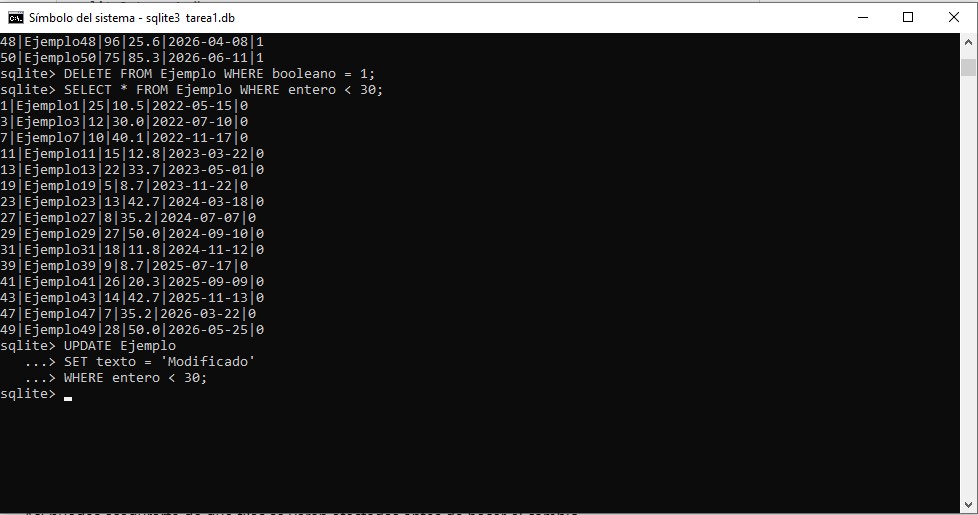 Símbolo del sistema - sqlite3 tarea1.db
48|Ejemplo48|96|25.6|2026-04-08|1
50|Ejemplo50|75|85.3|2026-06-11|1
sqlite> DELETE FROM Ejemplo WHERE booleano = 1;
sqlite> SELECT * FROM Ejemplo WHERE entero < 30;
1|Ejemplo1|25|10.5|2022-05-15|0
3|Ejemplo3|12|30.0|2022-07-10|0
7|Ejemplo7|10|40.1|2022-11-17|0
11|Ejemplo11|15|12.8|2023-03-22|0
13|Ejemplo13|22|33.7|2023-05-01|0
19|Ejemplo19|5|8.7|2023-11-22|0
23|Ejemplo23|13|42.7|2024-03-18|0
27|Ejemplo27|8|35.2|2024-07-07|0
29|Ejemplo29|27|50.0|2024-09-10|0
31|Ejemplo31|18|11.8|2024-11-12|0
39|Ejemplo39|9|8.7|2025-07-17|0
41|Ejemplo41|26|20.3|2025-09-09|0
43|Ejemplo43|14|42.7|2025-11-13|0
47|Ejemplo47|7|35.2|2026-03-22|0
49|Ejemplo49|28|50.0|2026-05-25|0
sqlite> UPDATE Ejemplo
   ...> SET texto = 'Modificado'
   ...> WHERE entero < 30;
sqlite>